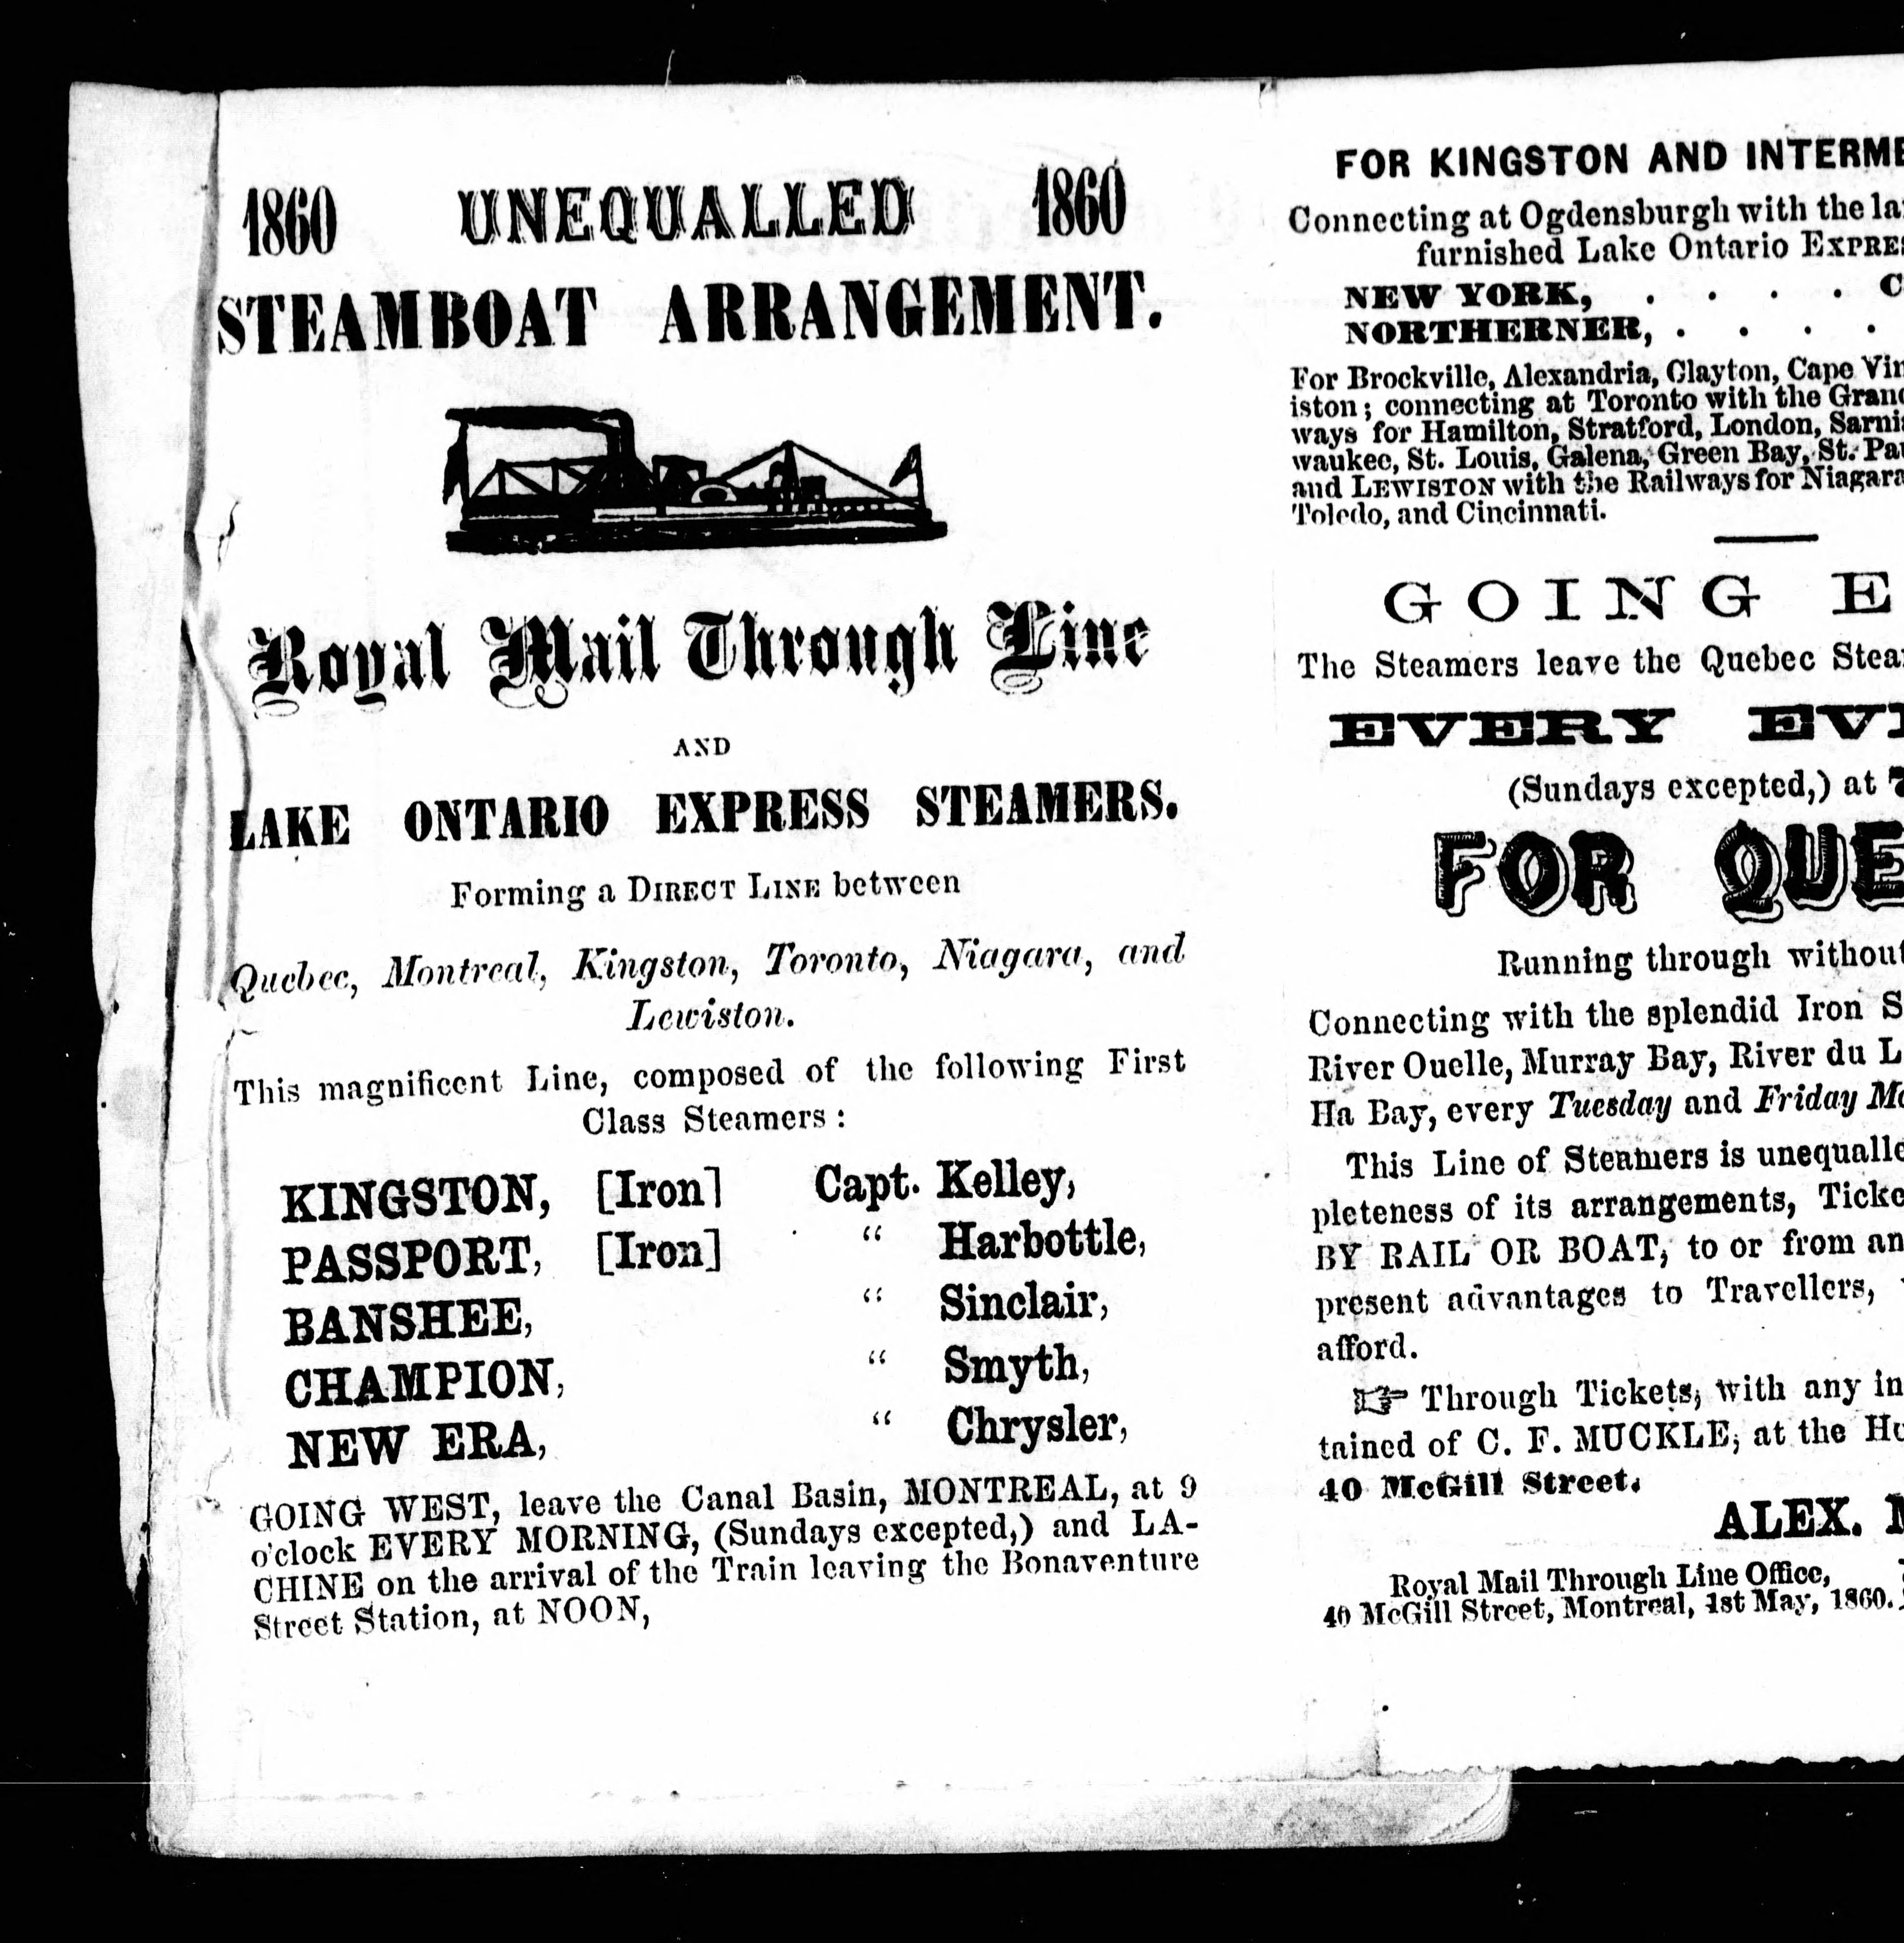 1860 UNEQUALLED 1860
STEAMBOAT ARRANGEMENT.
Royal Mail Through Line
AND
LAKE ONTARIO EXPRESS STEAMERS.
Forming a DIRECT LINE between
Quebec, Montreal, Kingston, Toronto, Niagara, and
Lewiston.
This magnificent Line, composed of the following First
Class Steamers :
KINGSTON, [Iron] Capt. Kelley,
PASSPORT, [Iron] “ Harbottle,
BANSHEE, “ Sinclair,
CHAMPION, “ Smyth,
NEW ERA, “ Chrysler,
GOING WEST, leave the Canal Basin, MONTREAL, at 9
o'clock EVERY MORNING, (Sundays excepted,) and LA-
CHINE on the arrival of the Train leaving the Bonaventure
Street Station, at NOON,
FOR KINGSTON AND INTERME
Connecting at Ogdensburgh with the la
furnished Lake Ontario EXPRES
NEW YORK, . . . . C
NORTHERNER, . . . .
For Brockville, Alexandria, Clayton, Cape Vin
iston ; connecting at Toronto with the Grand
ways for Hamilton, Stratford, London, Sarni
waukee, St. Louis, Galena, Green Bay, St. Pau
and LEWISTON with the Railways for Niagara
Toledo, and Cincinnati.
GOING E
The Steamers leave the Quebec Stea
EVERY EVE
(Sundays excepted,) at
FOR QUE
Running through without
Connecting with the splendid Iron S
River Ouelle, Murray Bay, River du L
Ha Bay, every Tuesday and Friday Mo
This Line of Steamers is unequalle
pleteness of its arrangements, Ticke
BY RAIL OR BOAT, to or from an
present advantages to Travellers,
afford.
☞ Through Tickets, with any in
tained of C. F. MUCKLE, at the Ho
40 McGill Street.
ALEX. M
Royal Mail Through Line Office,
40 McGill Street, Montreal, 1st May, 1860.